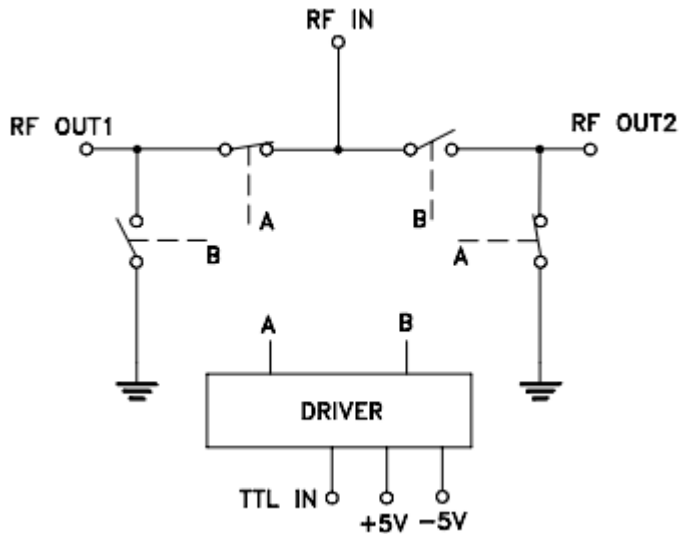 RF IN
RF OUT1
RF OUT2
A
B
B
A
A
B
DRIVER
TTL IN
+5V
-5V